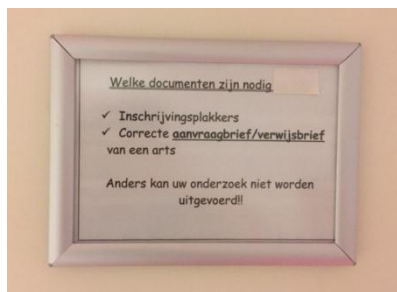 Welke documenten zijn nodig
✓ Inschrijvingsplakkers
✓ Correcte aanvraagbrief/verwijsbrief
van een arts
Anders kan uw onderzoek niet worden
uitgevoerd!!